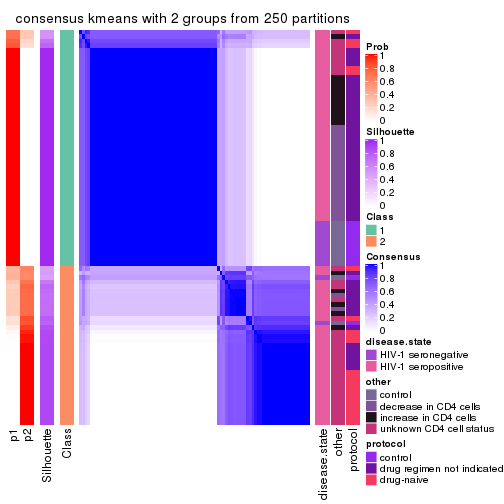 consensus kmeans with 2 groups from 250 partitions
Prob
1
0.8
0.6
0.4
0.2
0
Silhouette
1
0.8
0.6
0.4
0.2
0
Class
1
2
Consensus
1
0.8
0.6
0.4
0.2
0
disease.state
HIV-1 seronegative
HIV-1 seropositive
other
control
decrease in CD4 cells
increase in CD4 cells
unknown CD4 cell status
protocol
control
drug regimen not indicated
drug-naive
p1
p2
Silhouette
Class
disease.state
other
protocol